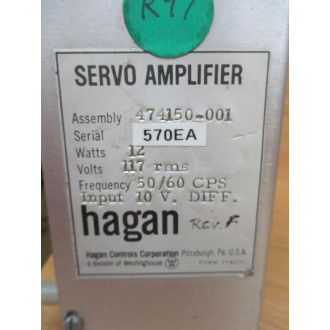 R47
SERVO AMPLIFIER
Assembly 474150-001
Serial 570EA
Watts 12
Volts 117 rms
Frequency 50/60 CPS
Input 10 V. DIFF.
hagan Rev. F
Hagan Controls Corporation Pittsburgh, Pa. U.S.A.
a division of Westinghouse W
FORM